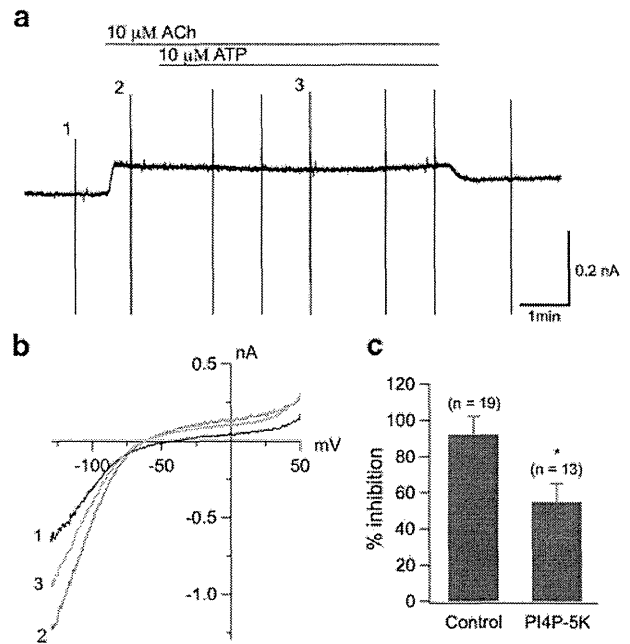 a
10 µM ACh
10 µM ATP
1
2
3
0.2 nA
1min
b
nA
0.5
mV
-100
-50
50
-0.5
-1.0
1
3
2
c
% inhibition
120
100
80
60
40
20
0
(n = 19)
*
(n = 13)
Control
PI4P-5K